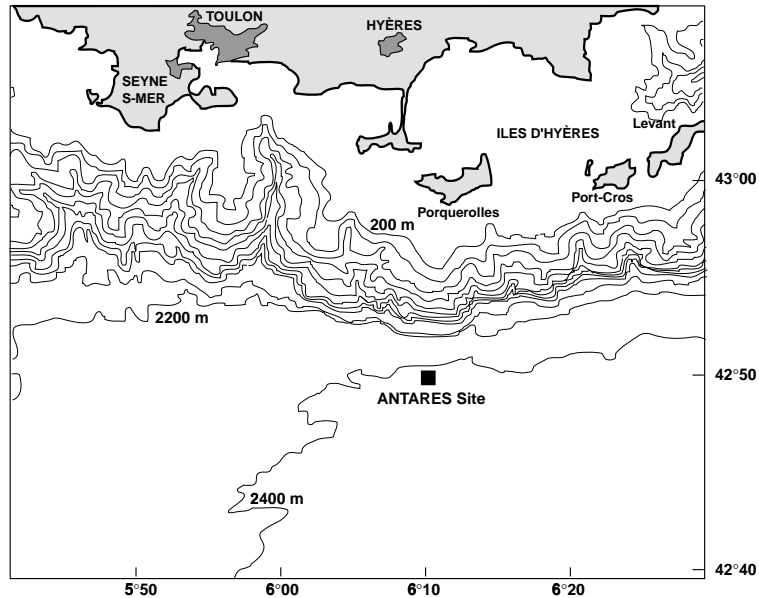 TOULON
HYÈRES
SEYNE
S-MER
Levant
ILES D'HYÈRES
43°00
Port-Cros
Porquerolles
200 m
2200 m
42°50
ANTARES Site
2400 m
42°40
5°50
6°00
6°10
6°20